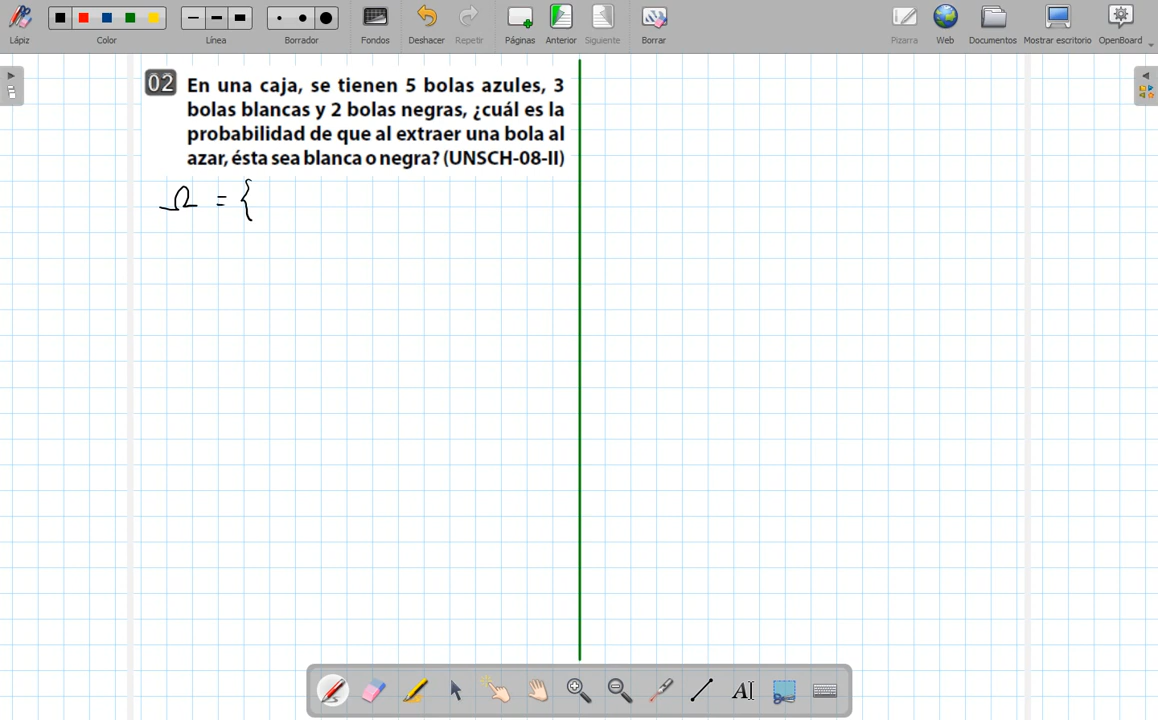 Lápiz Color Línea Borrador Fondos Deshacer Repetir Páginas Anterior Siguiente Borrar Pizarra Web Documentos Mostrar escritorio OpenBoard
02 En una caja, se tienen 5 bolas azules, 3
bolas blancas y 2 bolas negras, ¿cuál es la
probabilidad de que al extraer una bola al
azar, ésta sea blanca o negra? (UNSCH-08-II)
Ω = {